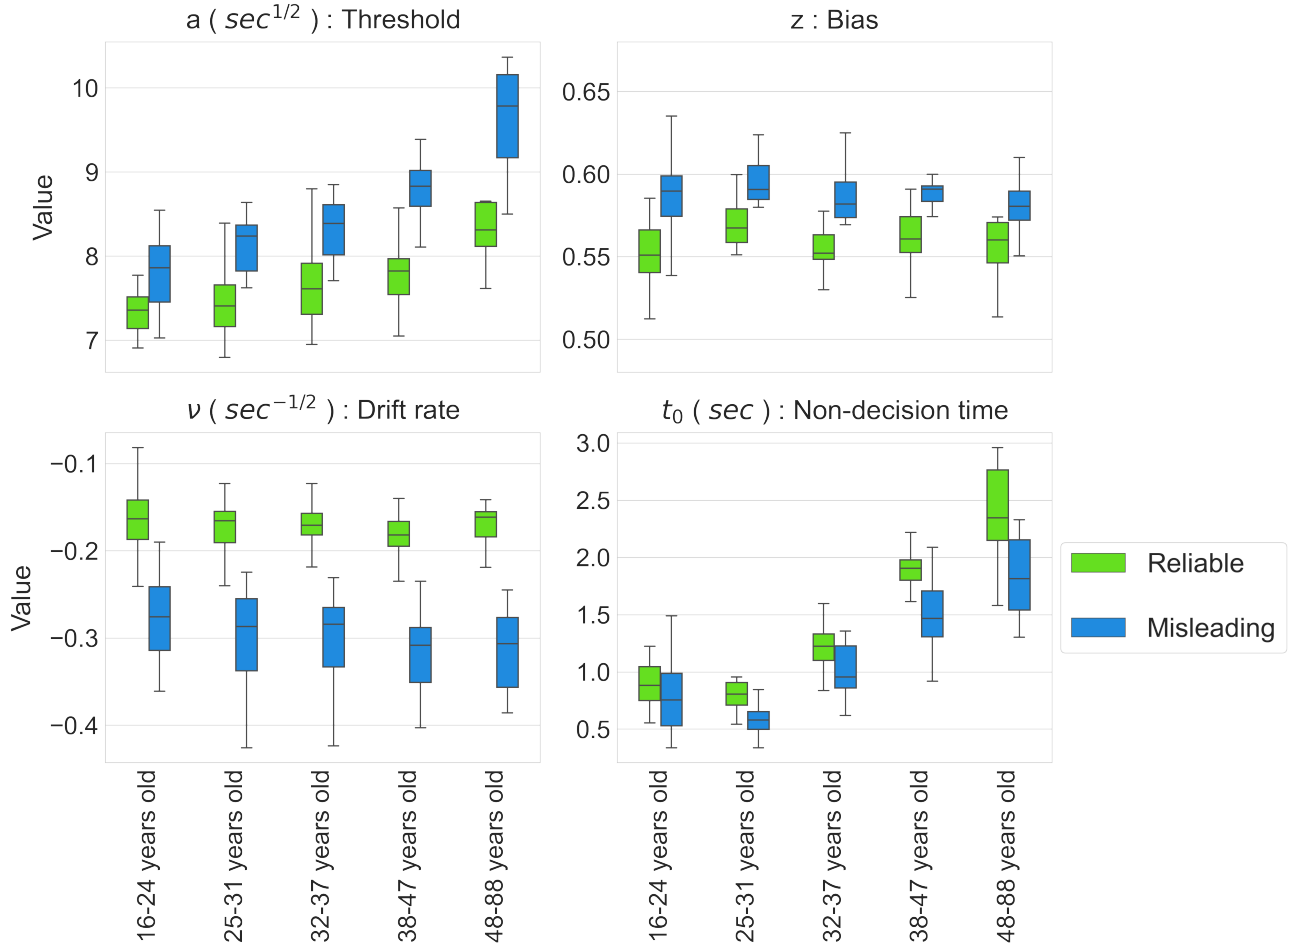 a ( sec^{1/2} ) : Threshold
z : Bias
Value
10
9
8
7
0.65
0.60
0.55
0.50
ν ( sec^{−1/2} ) : Drift rate
t_0 ( sec ) : Non-decision time
Value
−0.1
−0.2
−0.3
−0.4
3.0
2.5
2.0
1.5
1.0
0.5
Reliable
Misleading
16-24 years old
25-31 years old
32-37 years old
38-47 years old
48-88 years old
16-24 years old
25-31 years old
32-37 years old
38-47 years old
48-88 years old